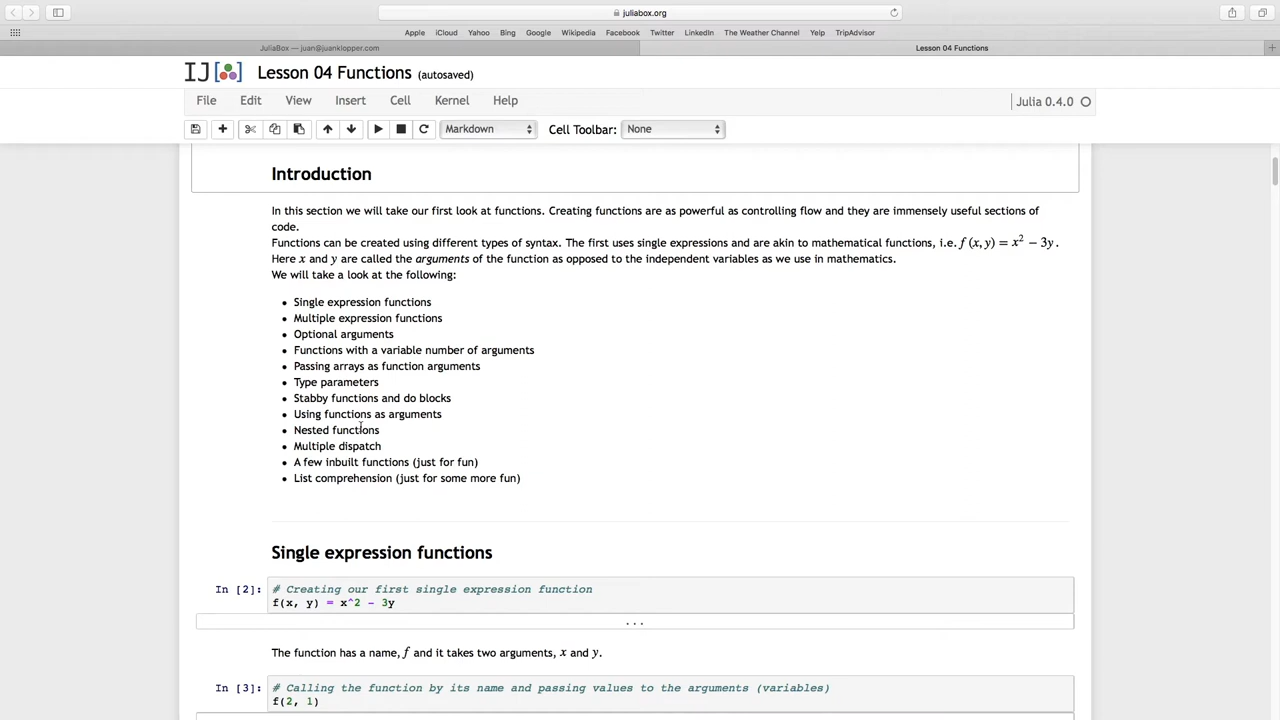 juliabox.org
Apple iCloud Yahoo Bing Google Wikipedia Facebook Twitter LinkedIn The Weather Channel Yelp TripAdvisor
JuliaBox — juan@juanklopper.com Lesson 04 Functions
IJ Lesson 04 Functions (autosaved)
File Edit View Insert Cell Kernel Help Julia 0.4.0
Markdown Cell Toolbar: None
Introduction
In this section we will take our first look at functions. Creating functions are as powerful as controlling flow and they are immensely useful sections of
code.
Functions can be created using different types of syntax. The first uses single expressions and are akin to mathematical functions, i.e. f (x, y) = x² − 3y .
Here x and y are called the arguments of the function as opposed to the independent variables as we use in mathematics.
We will take a look at the following:
• Single expression functions
• Multiple expression functions
• Optional arguments
• Functions with a variable number of arguments
• Passing arrays as function arguments
• Type parameters
• Stabby functions and do blocks
• Using functions as arguments
• Nested functions
• Multiple dispatch
• A few inbuilt functions (just for fun)
• List comprehension (just for some more fun)
Single expression functions
In [2]: # Creating our first single expression function
f(x, y) = x^2 - 3y
...
The function has a name, f and it takes two arguments, x and y.
In [3]: # Calling the function by its name and passing values to the arguments (variables)
f(2, 1)